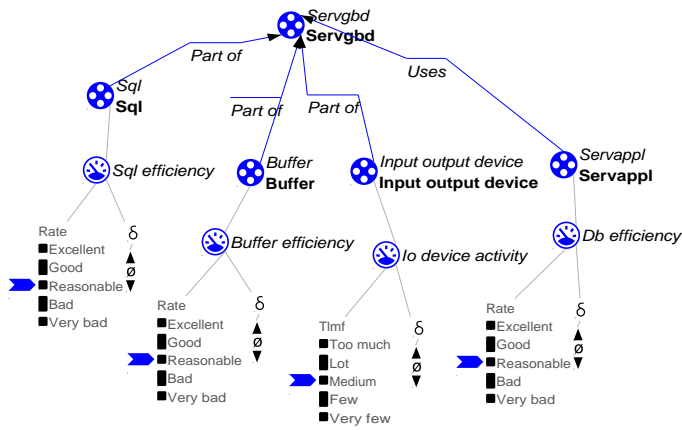 Servgbd
Servgbd
Part of
Uses
Sql
Sql
Part of
Part of
Sql efficiency
Buffer
Buffer
Input output device
Input output device
Servappl
Servappl
Rate
δ
Excellent
Good
ø
Reasonable
Bad
Very bad
Buffer efficiency
Rate
δ
Excellent
Good
ø
Reasonable
Bad
Very bad
Io device activity
Tlmf
δ
Too much
Lot
ø
Medium
Few
Very few
Db efficiency
Rate
δ
Excellent
Good
ø
Reasonable
Bad
Very bad